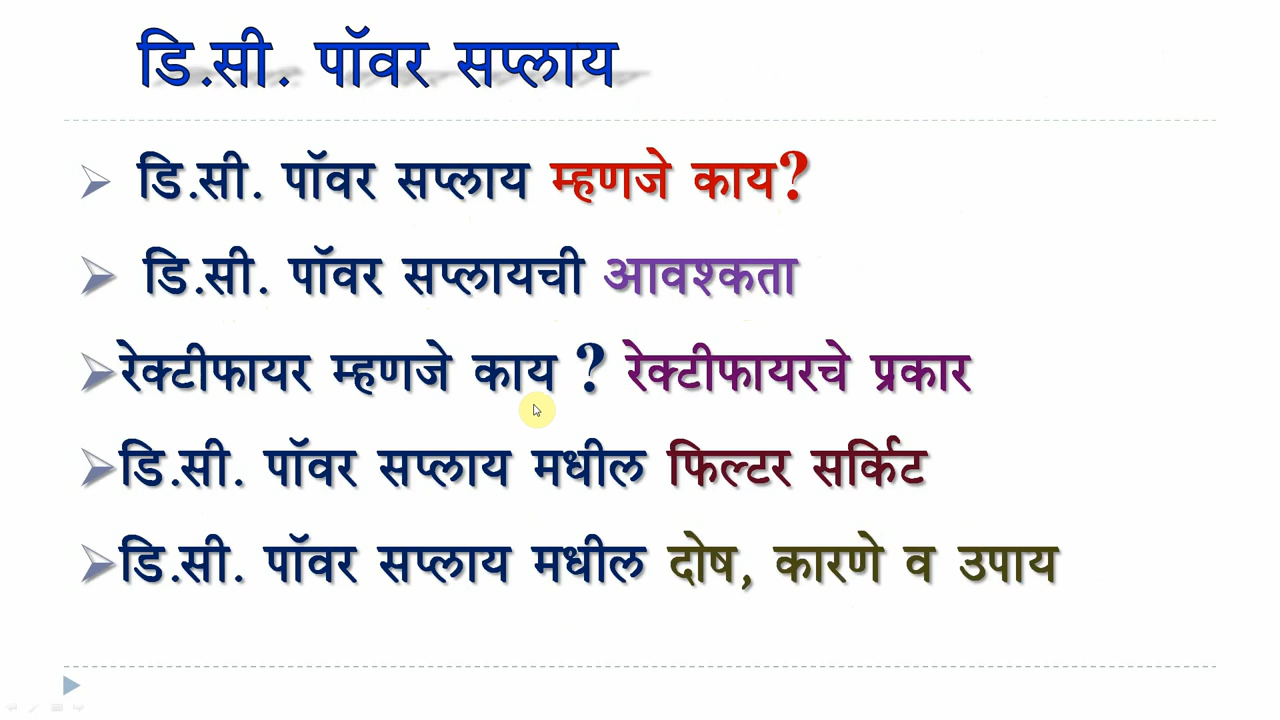 डि.सी. पॉवर सप्लाय
डि.सी. पॉवर सप्लाय म्हणजे काय?
डि.सी. पॉवर सप्लायची आवश्कता
रेक्टीफायर म्हणजे काय ? रेक्टीफायरचे प्रकार
डि.सी. पॉवर सप्लाय मधील फिल्टर सर्किट
डि.सी. पॉवर सप्लाय मधील दोष, कारणे व उपाय